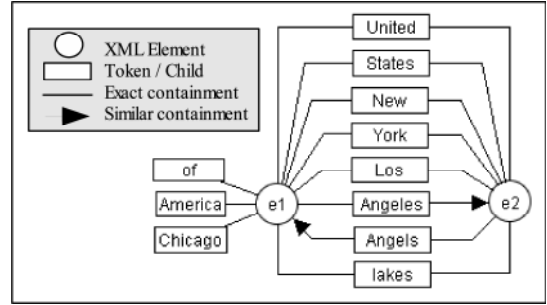 XML Element
Token / Child
Exact containment
Similar containment
United
States
New
York
Los
Angeles
Angels
lakes
of
America
Chicago
e1
e2